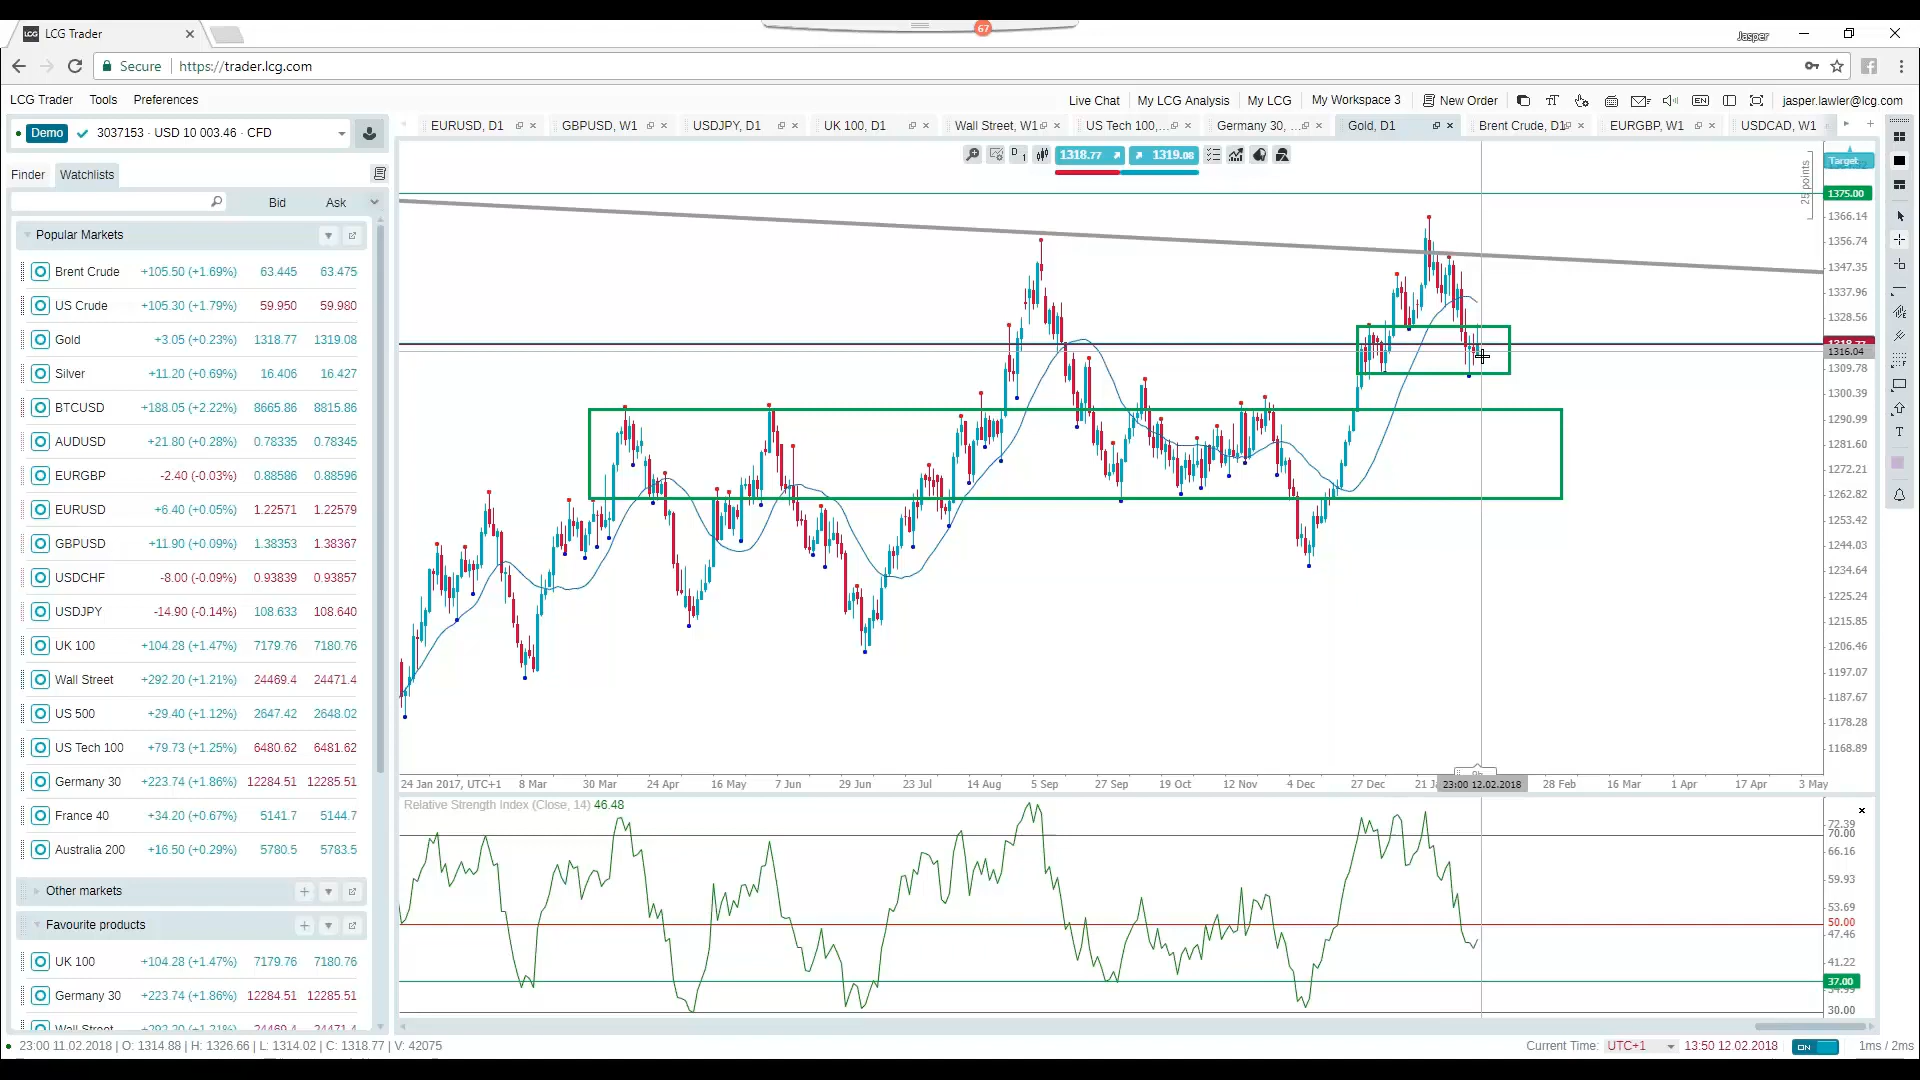 LCG Trader
67
Jasper
Secure
https://trader.lcg.com
LCG Trader Tools Preferences
Live Chat My LCG Analysis My LCG My Workspace 3 New Order EN jasper.lawler@lcg.com
Demo 3037153 · USD 10 003.46 · CFD
EURUSD, D1 GBPUSD, W1 USDJPY, D1 UK 100, D1 Wall Street, W1 US Tech 100,... Germany 30, ... Gold, D1 Brent Crude, D1 EURGBP, W1 USDCAD, W1
Finder Watchlists
Bid Ask
Popular Markets
Brent Crude +105.50 (+1.69%) 63.445 63.475
US Crude +105.30 (+1.79%) 59.950 59.980
Gold +3.05 (+0.23%) 1318.77 1319.08
Silver +11.20 (+0.69%) 16.406 16.427
BTCUSD +188.05 (+2.22%) 8665.86 8815.86
AUDUSD +21.80 (+0.28%) 0.78335 0.78345
EURGBP -2.40 (-0.03%) 0.88586 0.88596
EURUSD +6.40 (+0.05%) 1.22571 1.22579
GBPUSD +11.90 (+0.09%) 1.38353 1.38367
USDCHF -8.00 (-0.09%) 0.93839 0.93857
USDJPY -14.90 (-0.14%) 108.633 108.640
UK 100 +104.28 (+1.47%) 7179.76 7180.76
Wall Street +292.20 (+1.21%) 24469.4 24471.4
US 500 +29.40 (+1.12%) 2647.42 2648.02
US Tech 100 +79.73 (+1.25%) 6480.62 6481.62
Germany 30 +223.74 (+1.86%) 12284.51 12285.51
France 40 +34.20 (+0.67%) 5141.7 5144.7
Australia 200 +16.50 (+0.29%) 5780.5 5783.5
Other markets
Favourite products
UK 100 +104.28 (+1.47%) 7179.76 7180.76
Germany 30 +223.74 (+1.86%) 12284.51 12285.51
Wall Street +292.20 (+1.21%) 24469.4 24471.4
D 1 1318.77 1319.08
25 points
Target
1375.00
1366.14
1356.74
1347.35
1337.96
1328.56
1318.77
1316.04
1309.78
1300.39
1290.99
1281.60
1272.21
1262.82
1253.42
1244.03
1234.64
1225.24
1215.85
1206.46
1197.07
1187.67
1178.28
1168.89
24 Jan 2017, UTC+1 8 Mar 30 Mar 24 Apr 16 May 7 Jun 29 Jun 23 Jul 14 Aug 5 Sep 27 Sep 19 Oct 12 Nov 4 Dec 27 Dec 21 J 23:00 12.02.2018 28 Feb 16 Mar 1 Apr 17 Apr 3 May
Relative Strength Index (Close, 14) 46.48
72.39
70.00
66.16
59.93
53.69
50.00
47.46
41.22
37.00
30.00
23:00 11.02.2018 | O: 1314.88 | H: 1326.66 | L: 1314.02 | C: 1318.77 | V: 42075
Current Time: UTC+1 13:50 12.02.2018 ON 1ms / 2ms